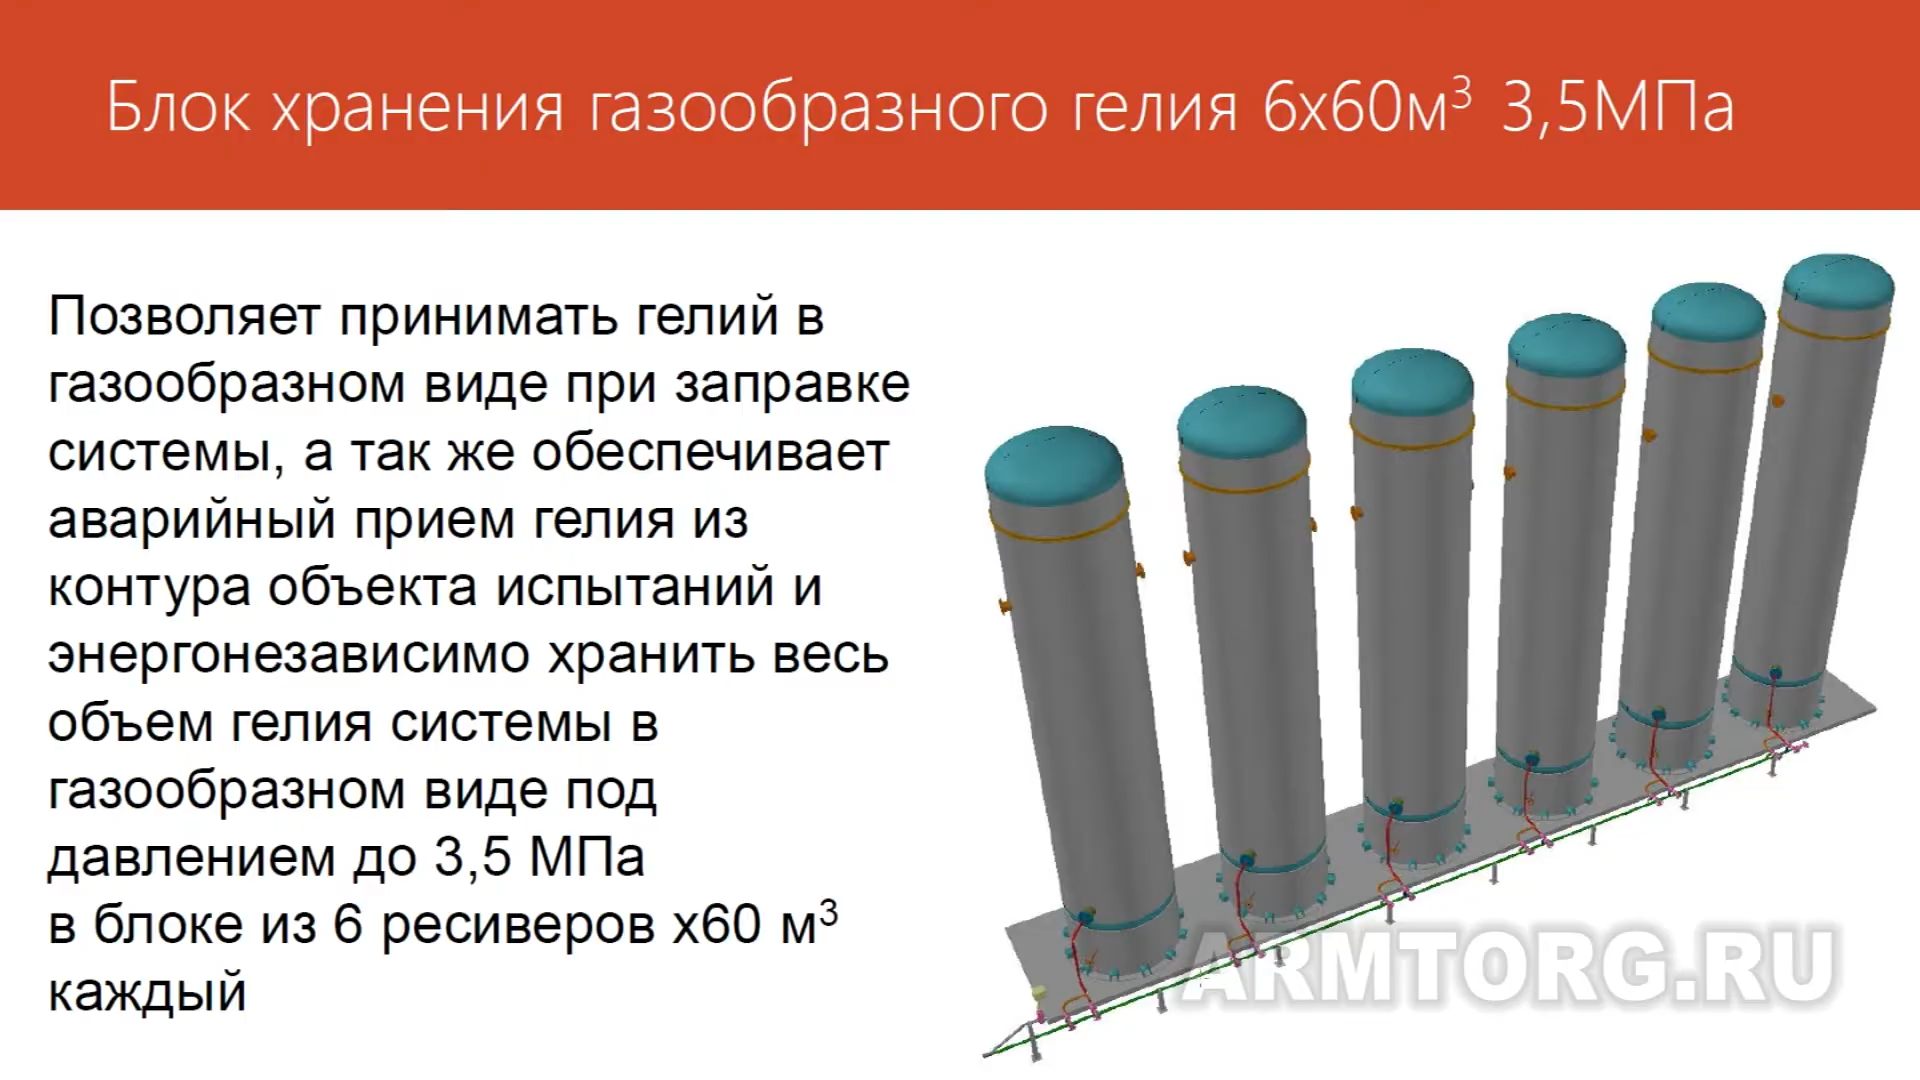 Блок хранения газообразного гелия 6х60м³ 3,5МПа
Позволяет принимать гелий в
газообразном виде при заправке
системы, а так же обеспечивает
аварийный прием гелия из
контура объекта испытаний и
энергонезависимо хранить весь
объем гелия системы в
газообразном виде под
давлением до 3,5 МПа
в блоке из 6 ресиверов х60 м³
каждый
ARMTORG.RU